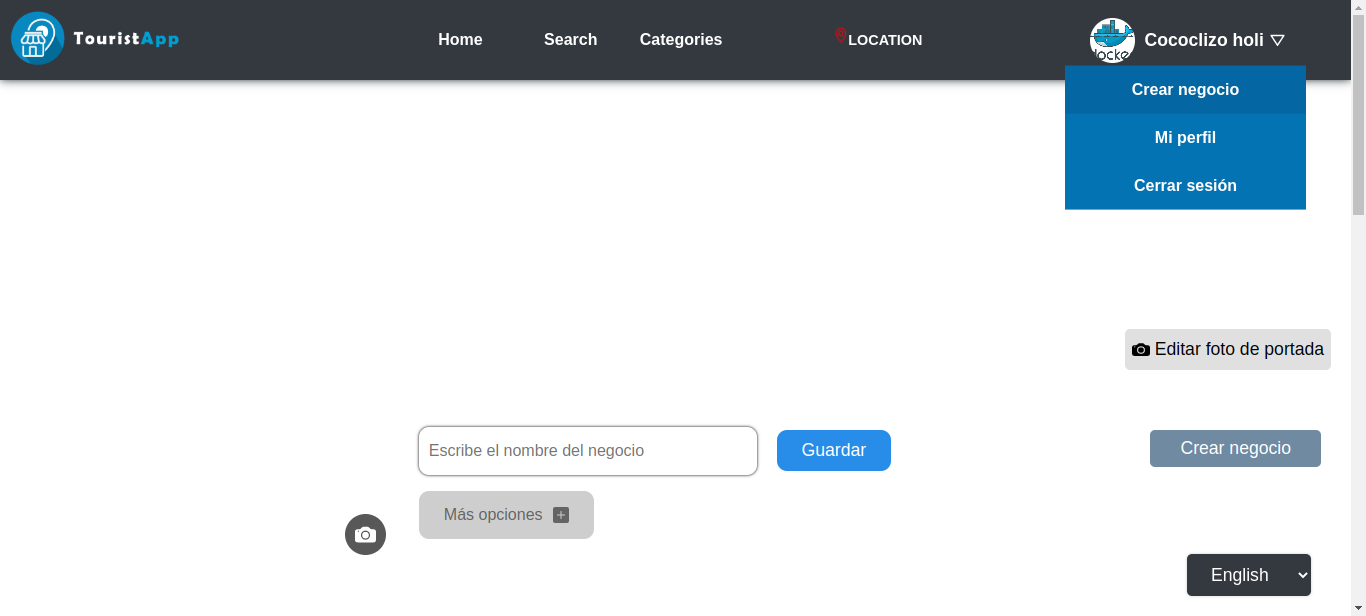 TouristApp
Home
Search
Categories
LOCATION
locke
Cococlizo holi
Crear negocio
Mi perfil
Cerrar sesión
Editar foto de portada
Escribe el nombre del negocio
Guardar
Crear negocio
Más opciones
English